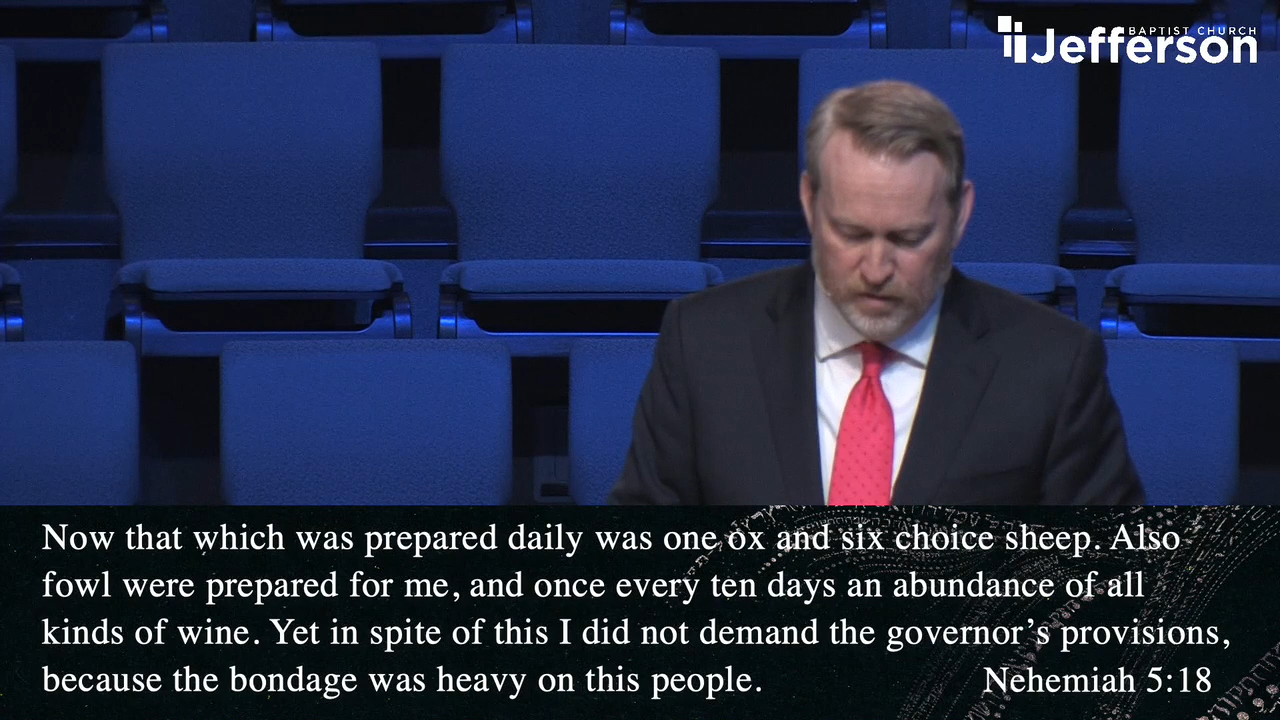 BAPTIST CHURCH
Jefferson
Now that which was prepared daily was one ox and six choice sheep. Also
fowl were prepared for me, and once every ten days an abundance of all
kinds of wine. Yet in spite of this I did not demand the governor’s provisions,
because the bondage was heavy on this people.
Nehemiah 5:18